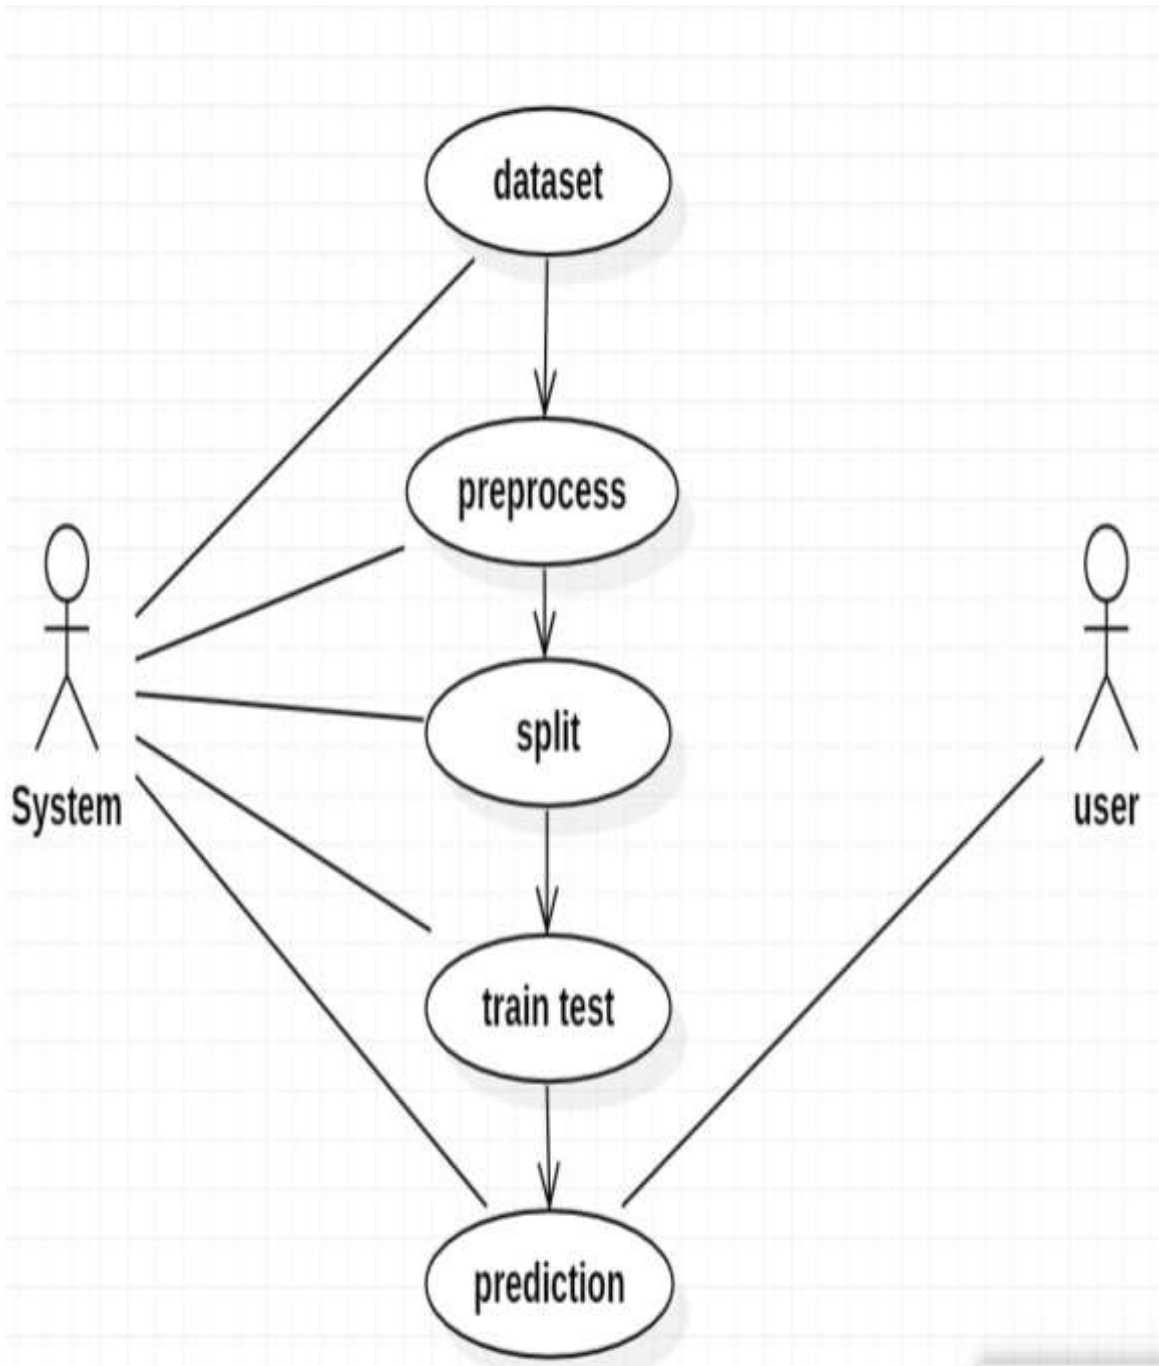 dataset
preprocess
split
System
user
train test
prediction